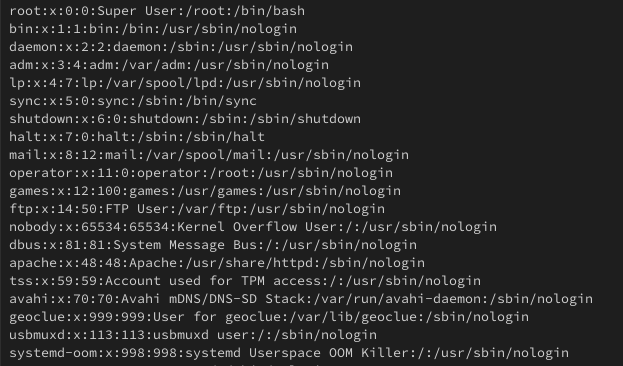 root:x:0:0:Super User:/root:/bin/bash
bin:x:1:1:bin:/bin:/usr/sbin/nologin
daemon:x:2:2:daemon:/sbin:/usr/sbin/nologin
adm:x:3:4:adm:/var/adm:/usr/sbin/nologin
lp:x:4:7:lp:/var/spool/lpd:/usr/sbin/nologin
sync:x:5:0:sync:/sbin:/bin/sync
shutdown:x:6:0:shutdown:/sbin:/sbin/shutdown
halt:x:7:0:halt:/sbin:/sbin/halt
mail:x:8:12:mail:/var/spool/mail:/usr/sbin/nologin
operator:x:11:0:operator:/root:/usr/sbin/nologin
games:x:12:100:games:/usr/games:/usr/sbin/nologin
ftp:x:14:50:FTP User:/var/ftp:/usr/sbin/nologin
nobody:x:65534:65534:Kernel Overflow User:/:/usr/sbin/nologin
dbus:x:81:81:System Message Bus:/:/usr/sbin/nologin
apache:x:48:48:Apache:/usr/share/httpd:/sbin/nologin
tss:x:59:59:Account used for TPM access:/:/usr/sbin/nologin
avahi:x:70:70:Avahi mDNS/DNS-SD Stack:/var/run/avahi-daemon:/sbin/nologin
geoclue:x:999:999:User for geoclue:/var/lib/geoclue:/sbin/nologin
usbmuxd:x:113:113:usbmuxd user:/:/sbin/nologin
systemd-oom:x:998:998:systemd Userspace OOM Killer:/:/usr/sbin/nologin